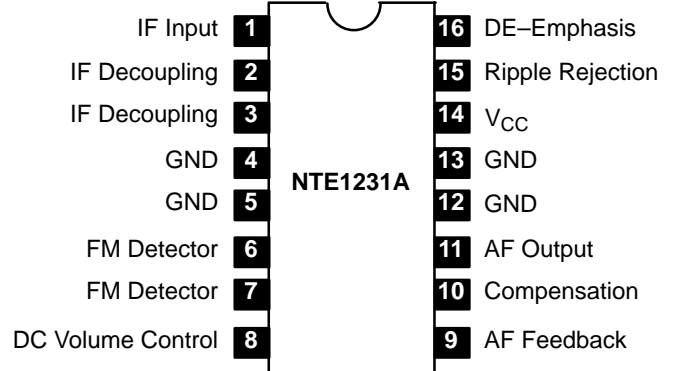 IF Input 1 16 DE–Emphasis
IF Decoupling 2 15 Ripple Rejection
IF Decoupling 3 14 VCC
GND 4 13 GND
NTE1231A
GND 5 12 GND
FM Detector 6 11 AF Output
FM Detector 7 10 Compensation
DC Volume Control 8 9 AF Feedback